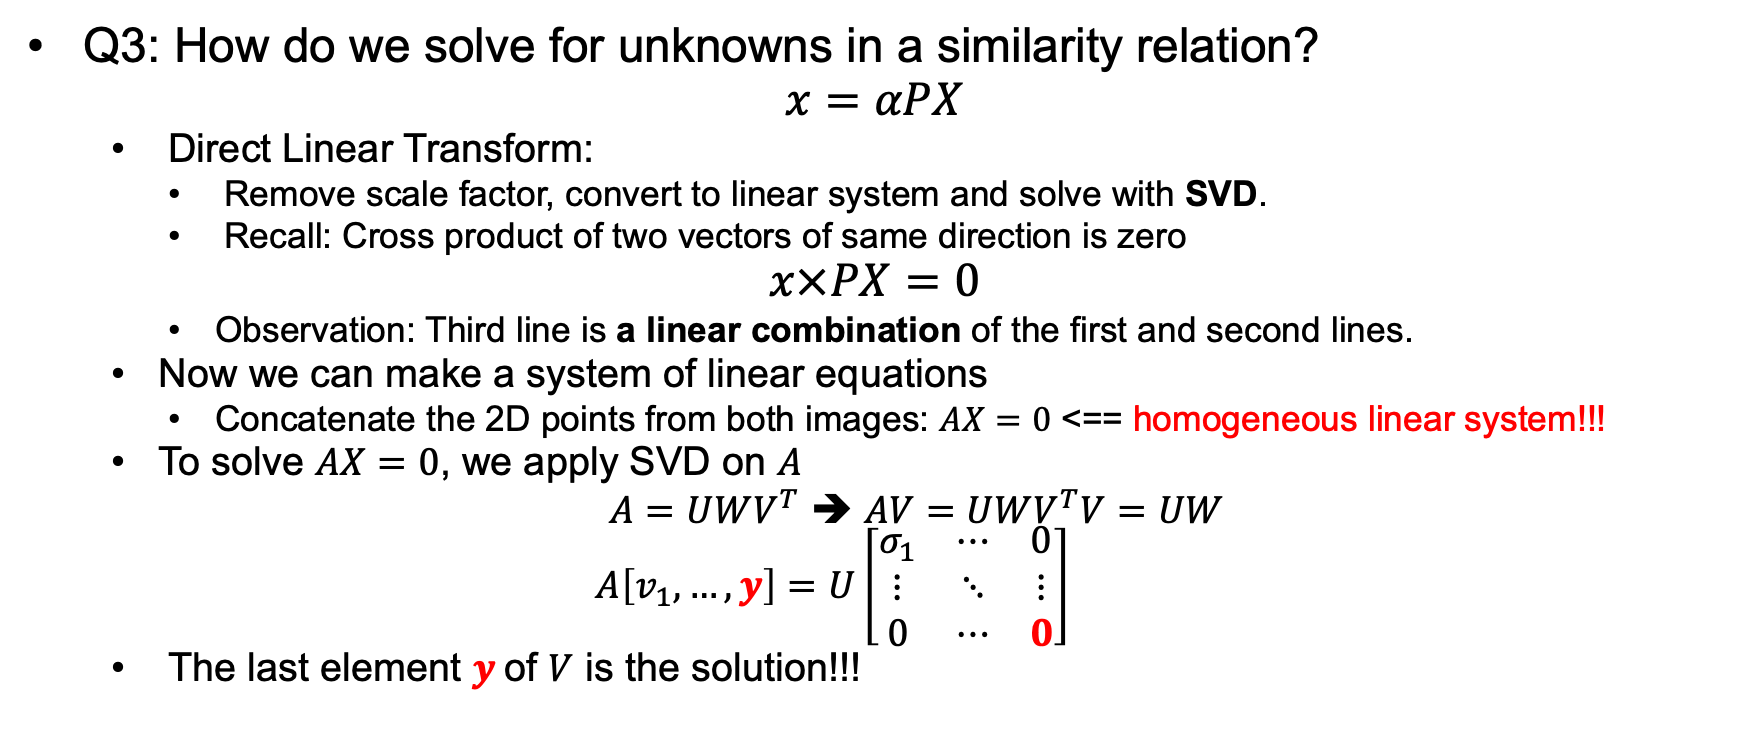 • Q3: How do we solve for unknowns in a similarity relation?
x = αPX
• Direct Linear Transform:
• Remove scale factor, convert to linear system and solve with SVD.
• Recall: Cross product of two vectors of same direction is zero
x×PX = 0
• Observation: Third line is a linear combination of the first and second lines.
• Now we can make a system of linear equations
• Concatenate the 2D points from both images: AX = 0 <== homogeneous linear system!!!
• To solve AX = 0, we apply SVD on A
A = UWVᵀ ➔ AV = UWVᵀV = UW
A[v₁, …, y] = U [σ₁ ⋯ 0
⋮ ⋱ ⋮
0 ⋯ 0]
• The last element y of V is the solution!!!